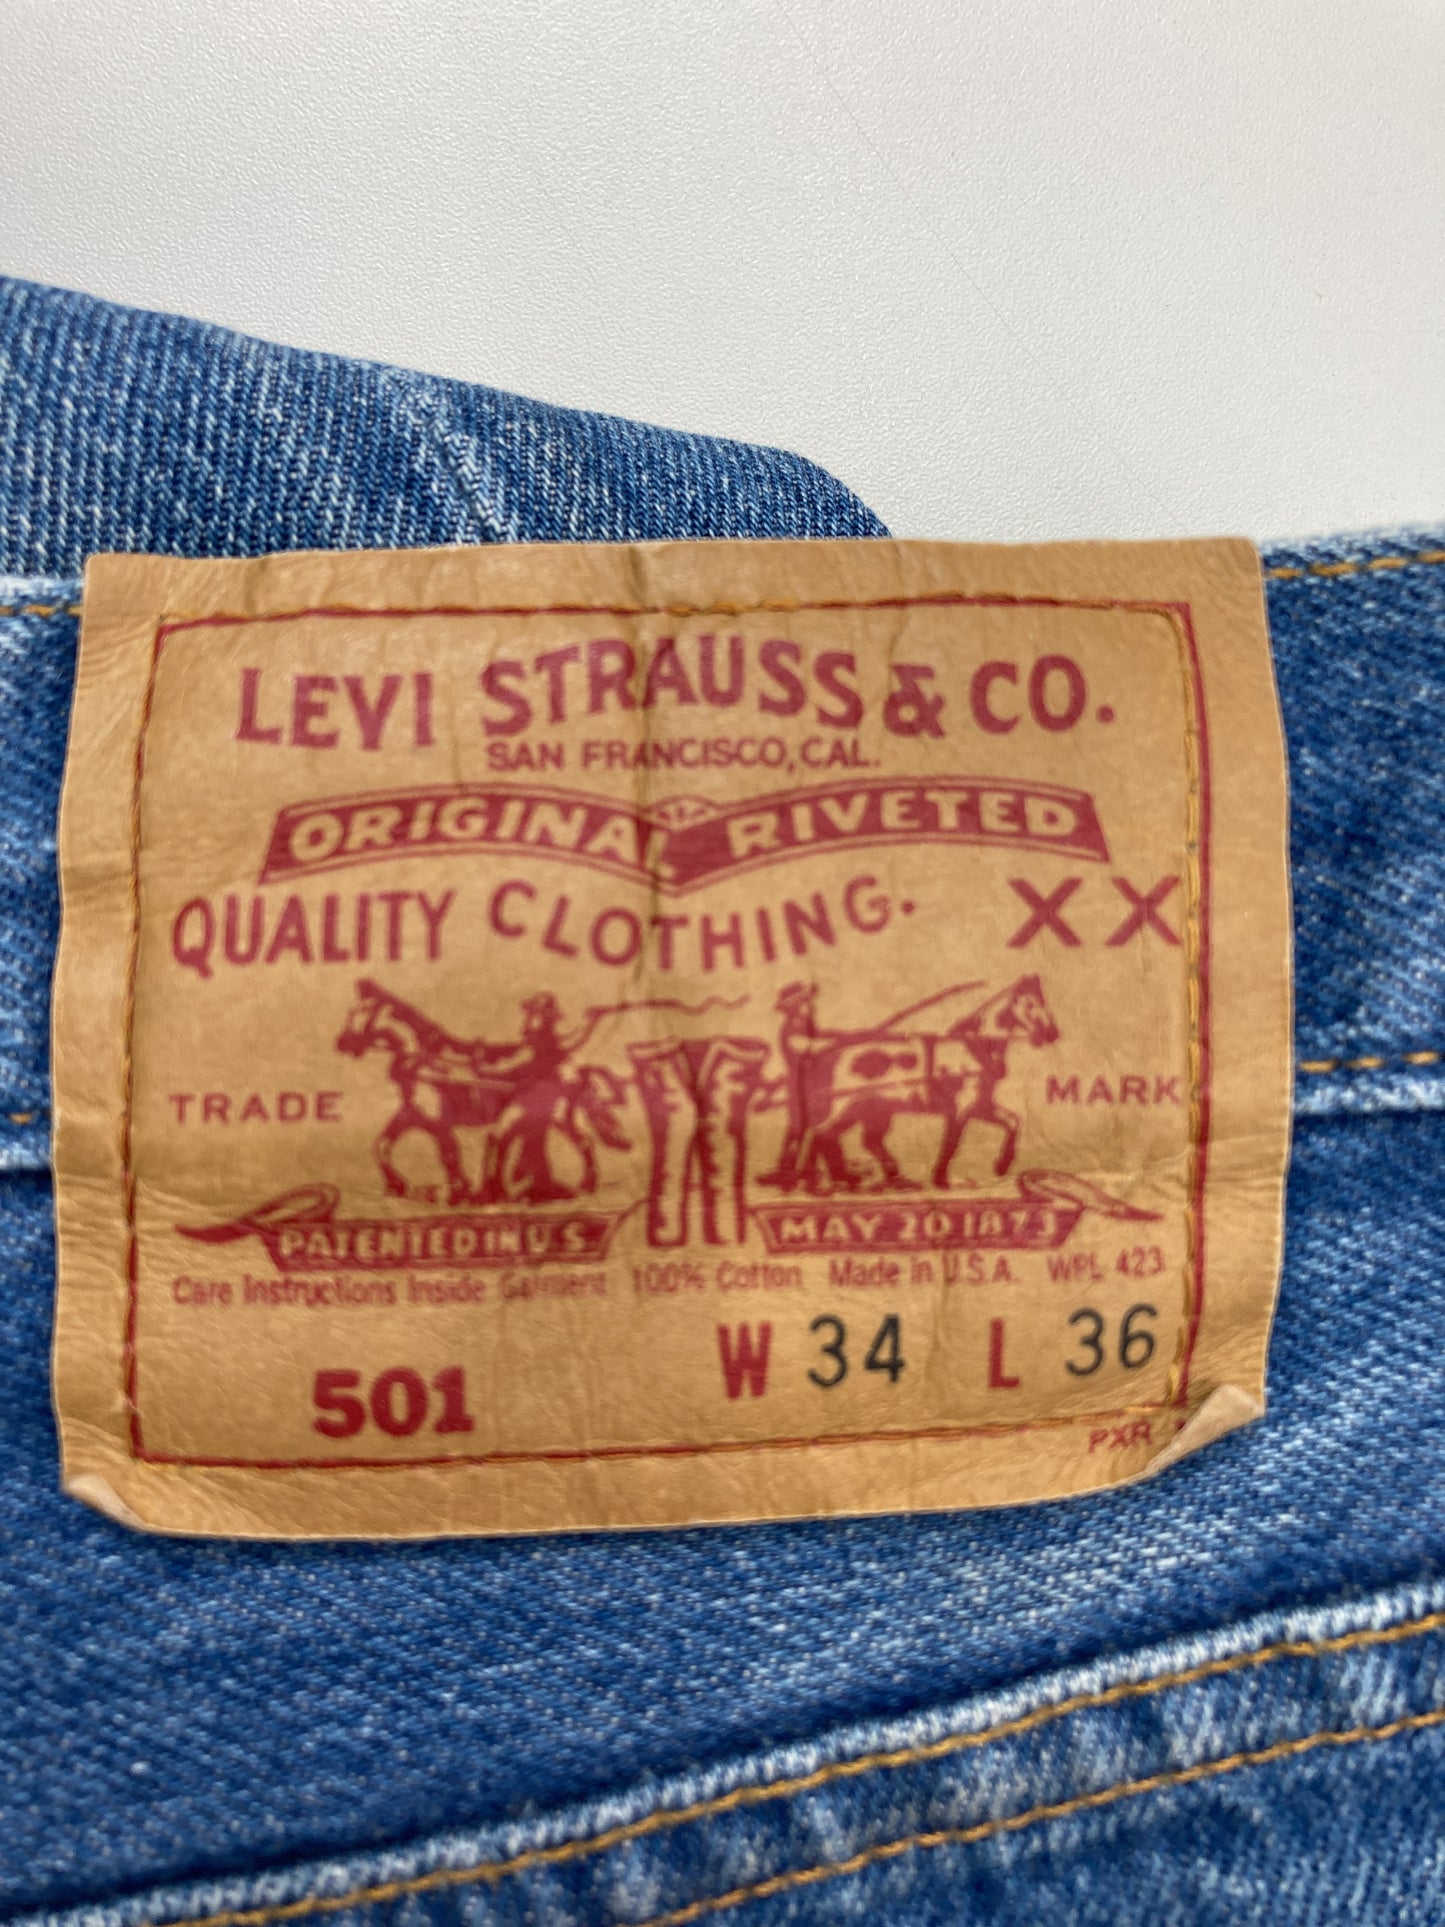 LEVI STRAUSS & CO.
SAN FRANCISCO, CAL.
ORIGINAL RIVETED
QUALITY CLOTHING. XX
TRADE MARK
PATENTED IN U S MAY 20 1873
Care Instructions Inside Garment 100% Cotton Made in U.S.A. WPL 423
501 W 34 L 36
PXR